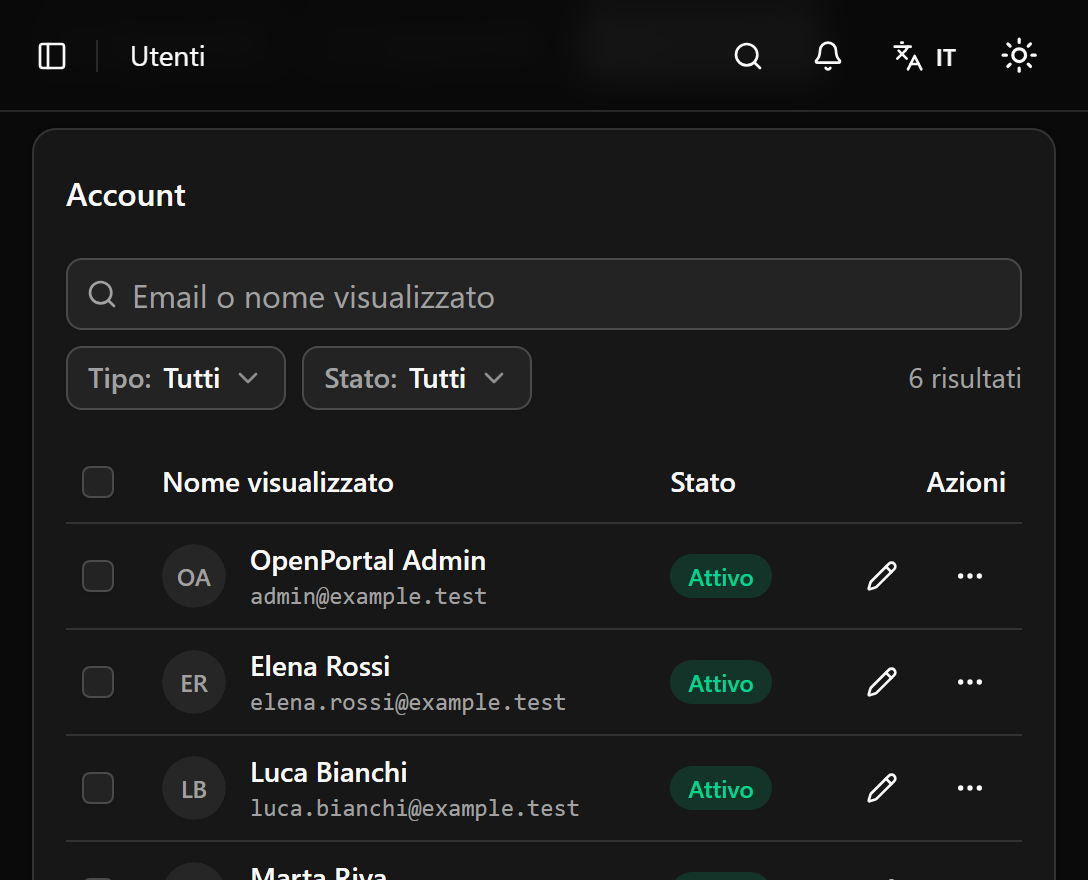 Utenti
IT
Account
Email o nome visualizzato
Tipo: Tutti
Stato: Tutti
6 risultati
Nome visualizzato
Stato
Azioni
OA
OpenPortal Admin
admin@example.test
Attivo
ER
Elena Rossi
elena.rossi@example.test
Attivo
LB
Luca Bianchi
luca.bianchi@example.test
Attivo
Marta Riva